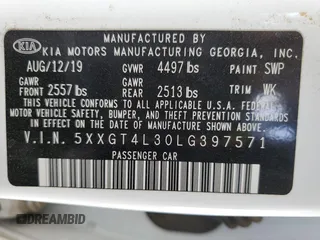 MANUFACTURED BY
KIA KIA MOTORS MANUFACTURING GEORGIA, INC.
AUG/12/19 GVWR 4497 lbs PAINT SWP
GAWR FRONT 2557 lbs GAWR REAR 2513 lbs TRIM WK
THIS VEHICLE CONFORMS TO ALL APPLICABLE FEDERAL MOTOR VEHICLE SAFETY, BUMPER, AND THEFT PREVENTION STANDARDS IN EFFECT ON THE DATE OF MANUFACTURE SHOWN ABOVE.
V.I.N. 5XXGT4L30LG397571
PASSENGER CAR
© DREAMBID